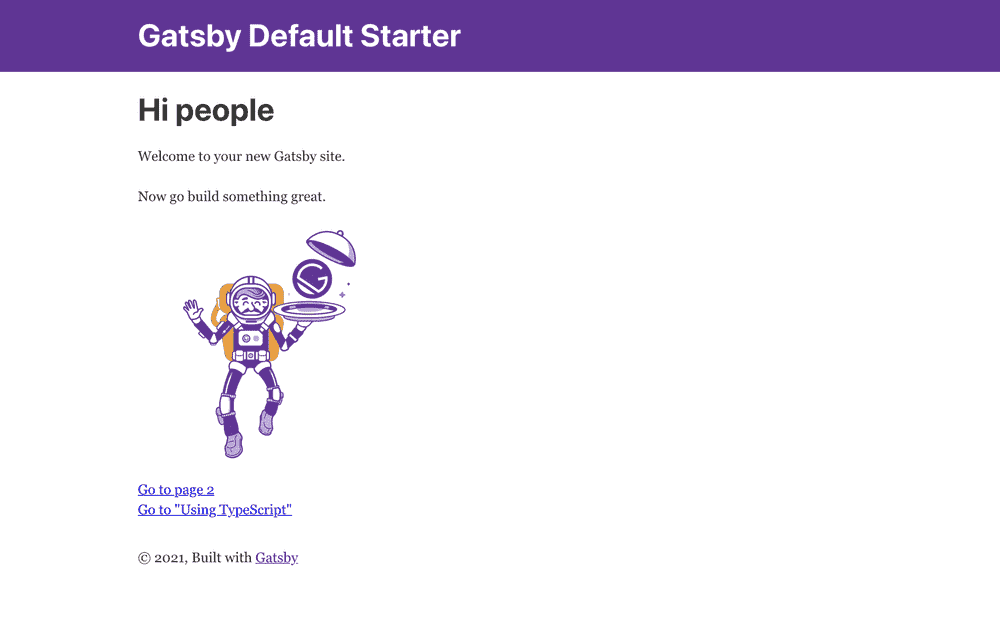 Gatsby Default Starter
Hi people
Welcome to your new Gatsby site.
Now go build something great.
Go to page 2
Go to "Using TypeScript"
© 2021, Built with Gatsby